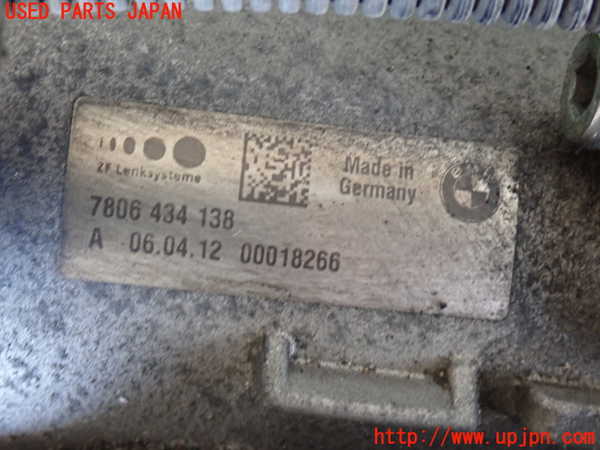 USED PARTS JAPAN
ZF Lenksysteme
Made in
Germany
7806 434 138
A 06.04.12 00018266
http://www.upjpn.com/